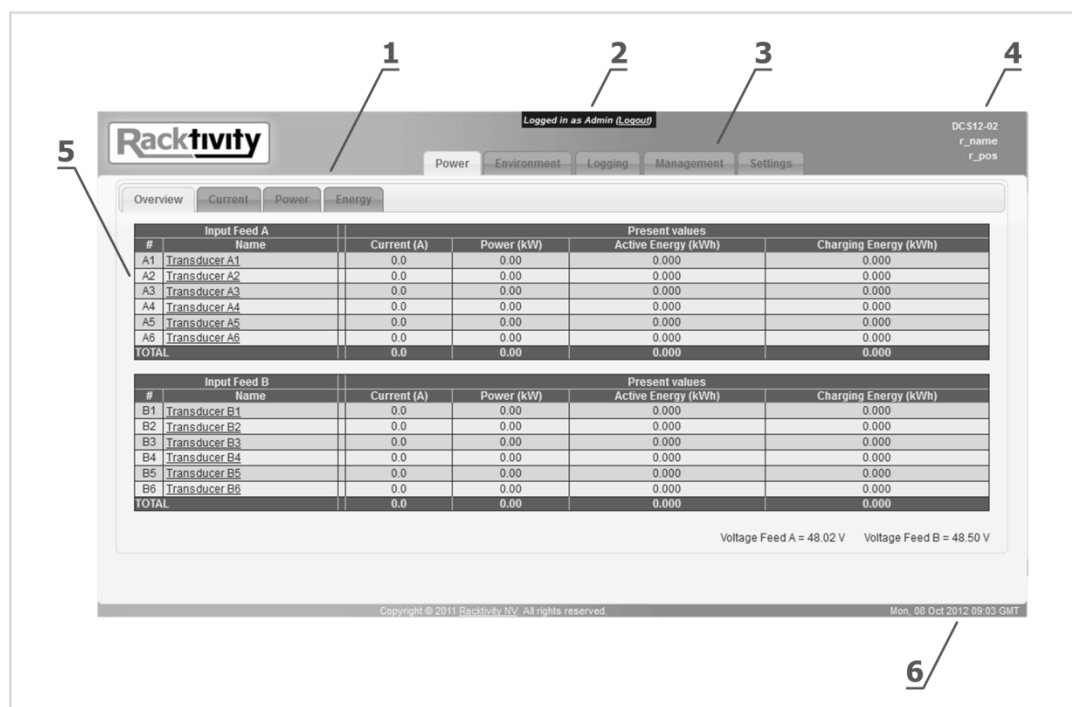 1
2
3
4
Logged in as Admin (Logout)
DCS12-02
Racktivity
r_name
5
Power Environment Logging Management Settings
r_pos
Overview Current Power Energy
Input Feed A Present values
# Name Current (A) Power (kW) Active Energy (kWh) Charging Energy (kWh)
A1 Transducer A1 0.0 0.00 0.000 0.000
A2 Transducer A2 0.0 0.00 0.000 0.000
A3 Transducer A3 0.0 0.00 0.000 0.000
A4 Transducer A4 0.0 0.00 0.000 0.000
A5 Transducer A5 0.0 0.00 0.000 0.000
A6 Transducer A6 0.0 0.00 0.000 0.000
TOTAL 0.0 0.00 0.000 0.000
Input Feed B Present values
# Name Current (A) Power (kW) Active Energy (kWh) Charging Energy (kWh)
B1 Transducer B1 0.0 0.00 0.000 0.000
B2 Transducer B2 0.0 0.00 0.000 0.000
B3 Transducer B3 0.0 0.00 0.000 0.000
B4 Transducer B4 0.0 0.00 0.000 0.000
B5 Transducer B5 0.0 0.00 0.000 0.000
B6 Transducer B6 0.0 0.00 0.000 0.000
TOTAL 0.0 0.00 0.000 0.000
Voltage Feed A = 48.02 V Voltage Feed B = 48.50 V
Copyright © 2011 Racktivity NV. All rights reserved. Mon, 08 Oct 2012 09:03 GMT
6